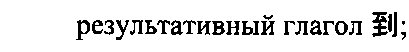 результативный глагол 到;